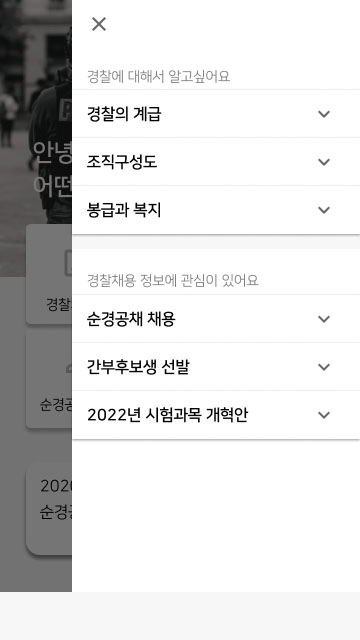 경찰에 대해서 알고싶어요
경찰의 계급
조직구성도
봉급과 복지
경찰채용 정보에 관심이 있어요
순경공채 채용
간부후보생 선발
2022년 시험과목 개혁안
안녕
어떤
경찰
순경공
2020
순경